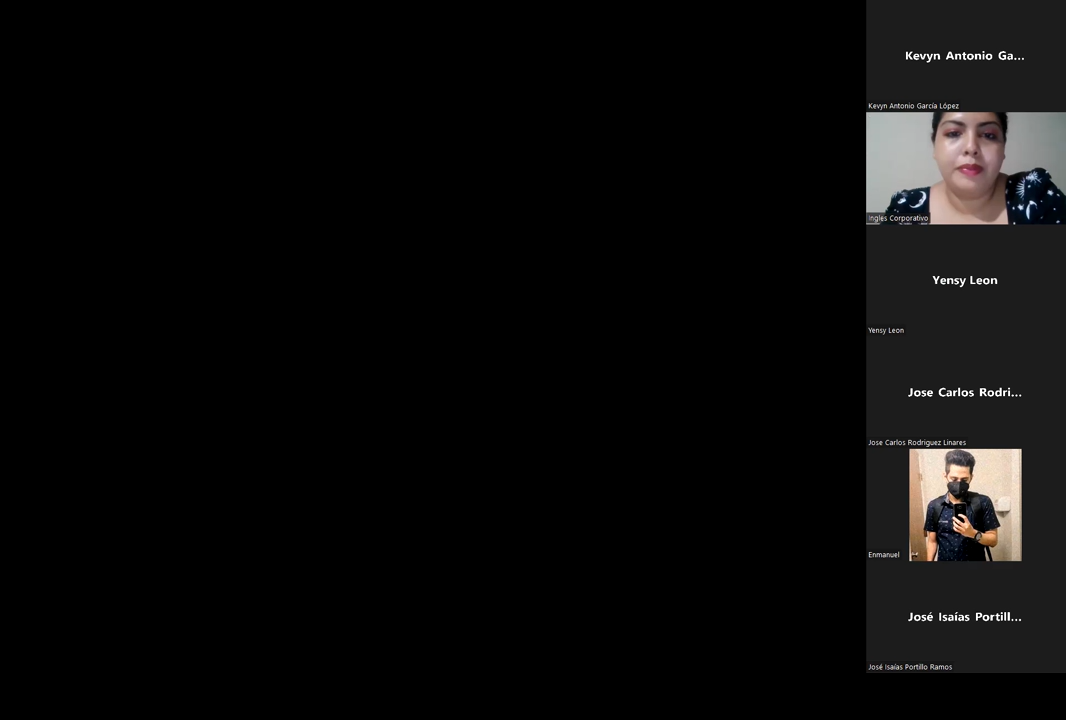 Kevyn Antonio Ga...
Kevyn Antonio García López
Inglés Corporativo
Yensy Leon
Yensy Leon
Jose Carlos Rodri...
Jose Carlos Rodriguez Linares
Enmanuel
José Isaías Portill...
José Isaías Portillo Ramos